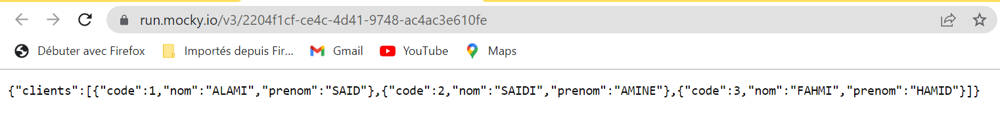 run.mocky.io/v3/2204f1cf-ce4c-4d41-9748-ac4ac3e610fe
Débuter avec Firefox Importés depuis Fir... Gmail YouTube Maps
{"clients":[{"code":1,"nom":"ALAMI","prenom":"SAID"},{"code":2,"nom":"SAIDI","prenom":"AMINE"},{"code":3,"nom":"FAHMI","prenom":"HAMID"}]}